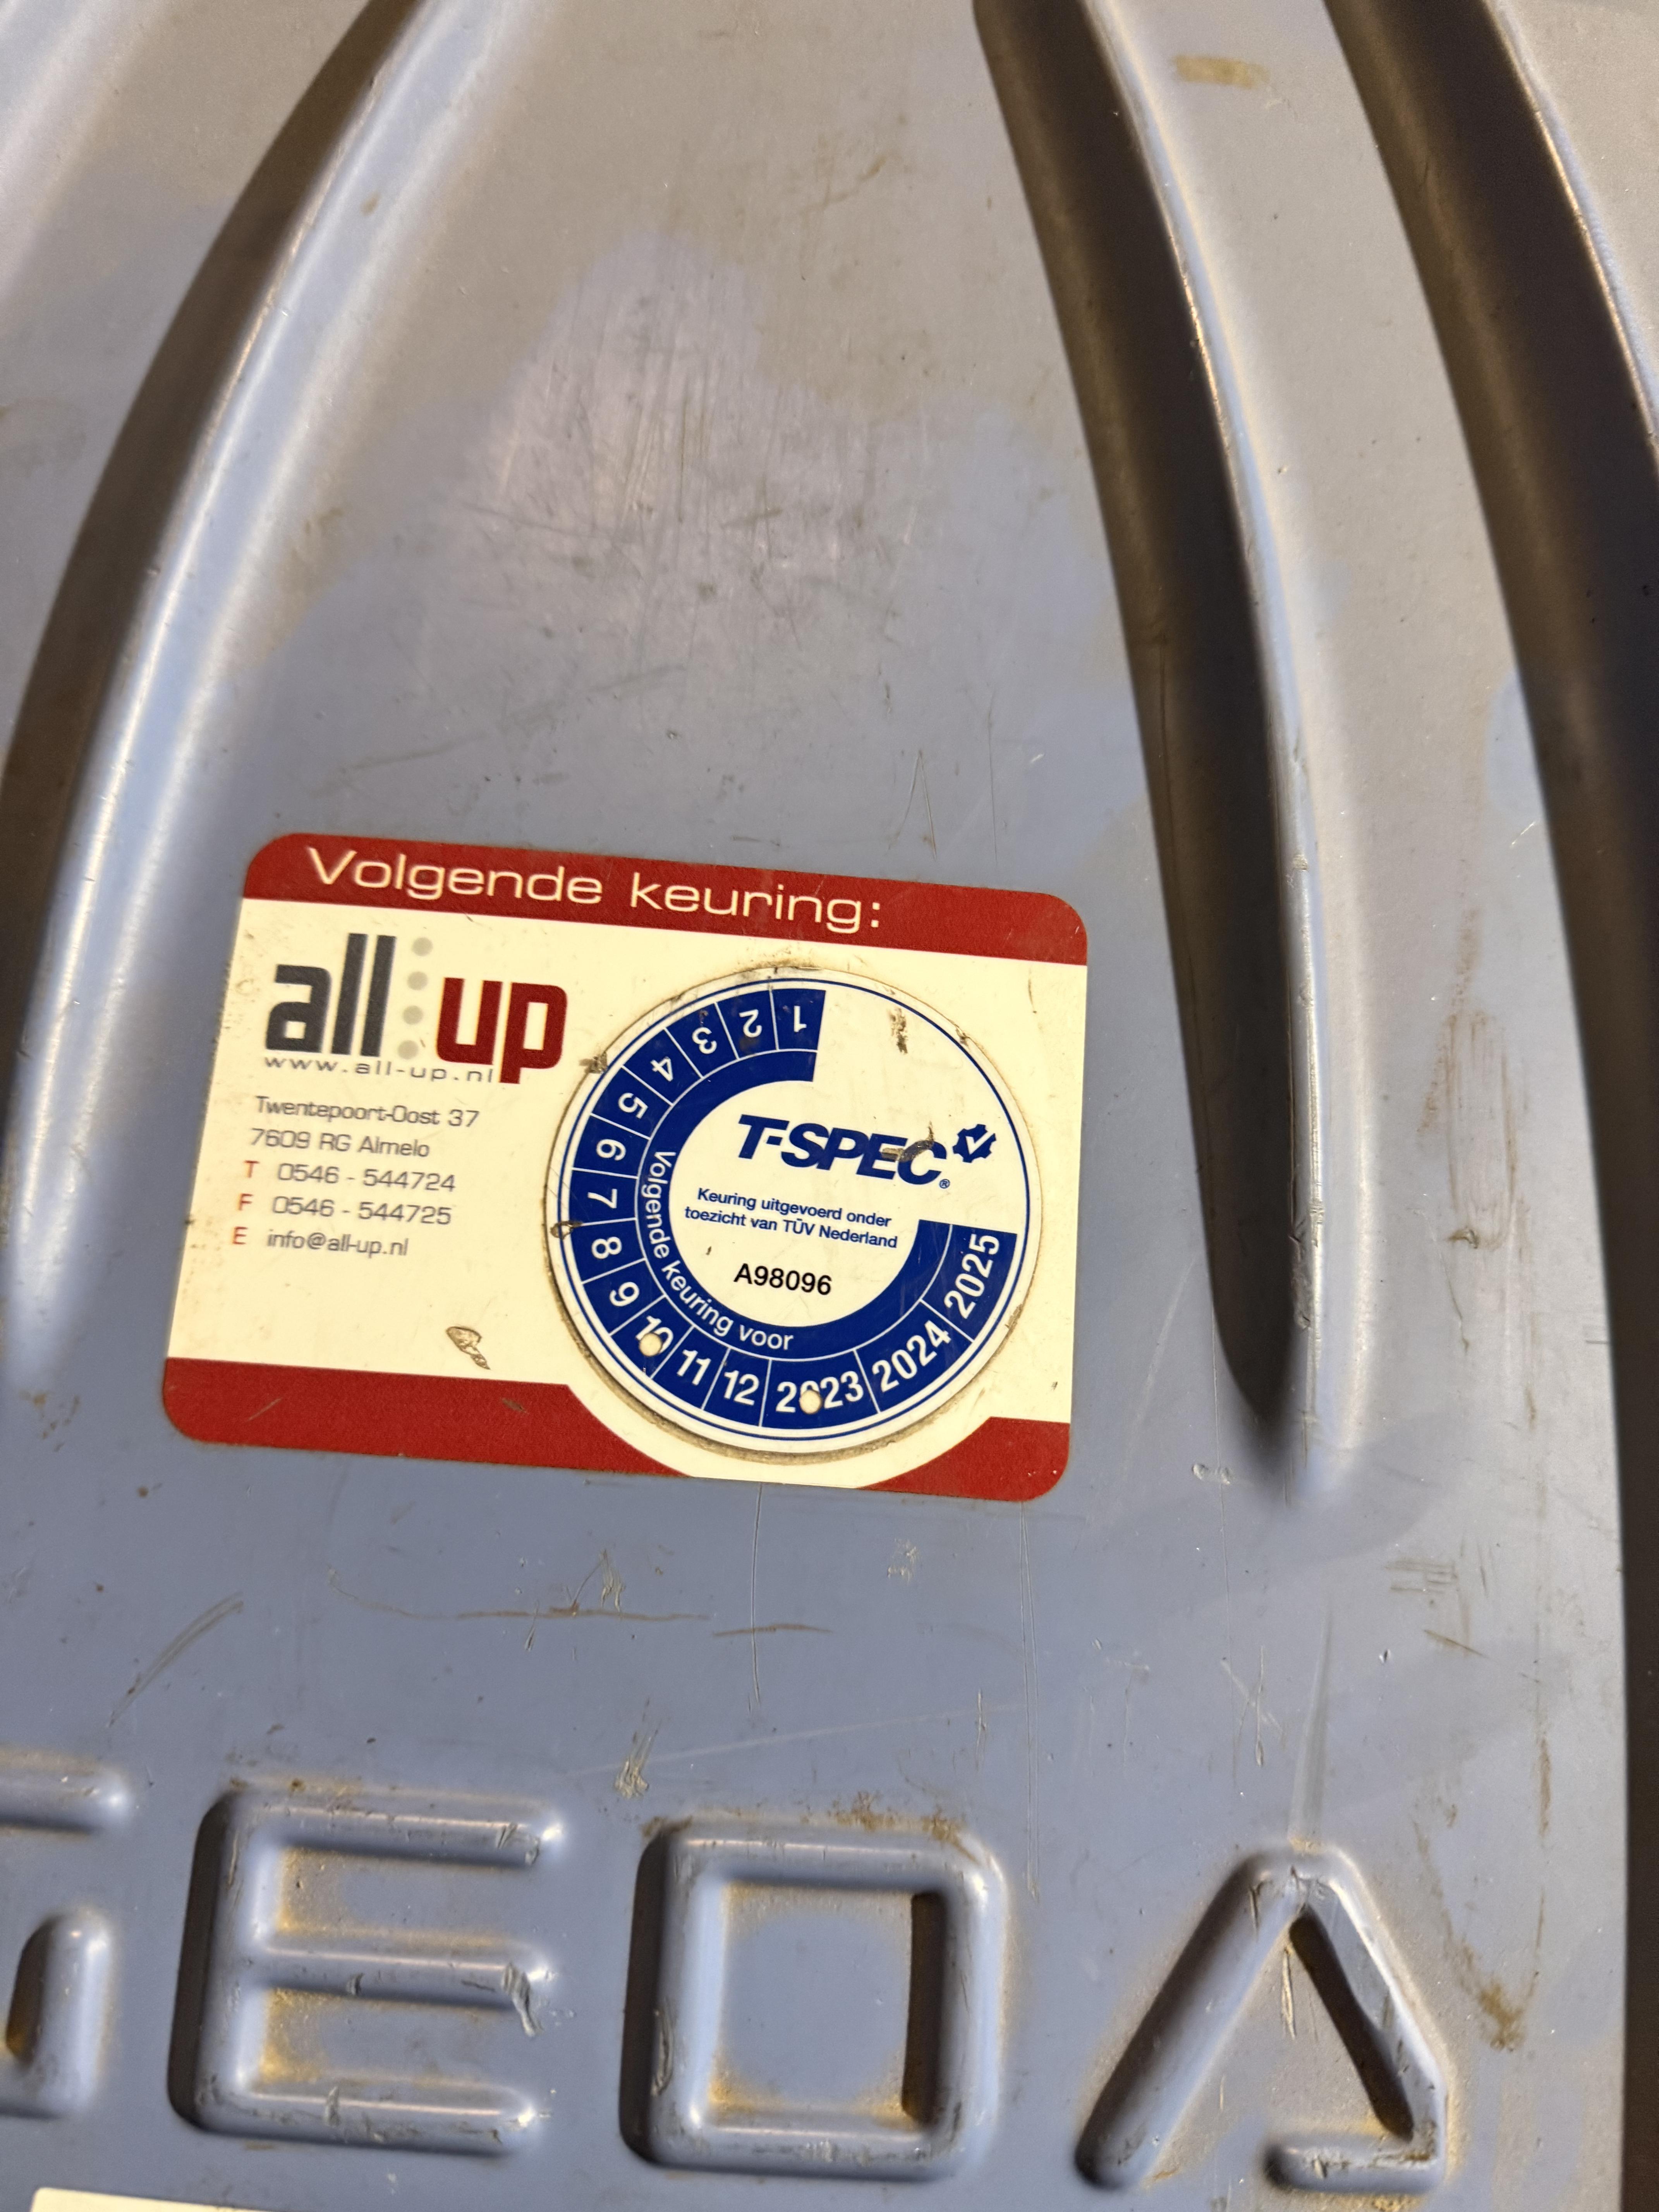 Volgende keuring:
all up
www.all-up.nl
Twentepoort-Oost 37
7609 RG Almelo
T 0546 - 544724
F 0546 - 544725
E info@all-up.nl
1 2 3 4 5 6 7 8 9 10 11 12 2023 2024 2025
Volgende keuring voor
T-SPEC®
Keuring uitgevoerd onder
toezicht van TÜV Nederland
A98096
GEDA